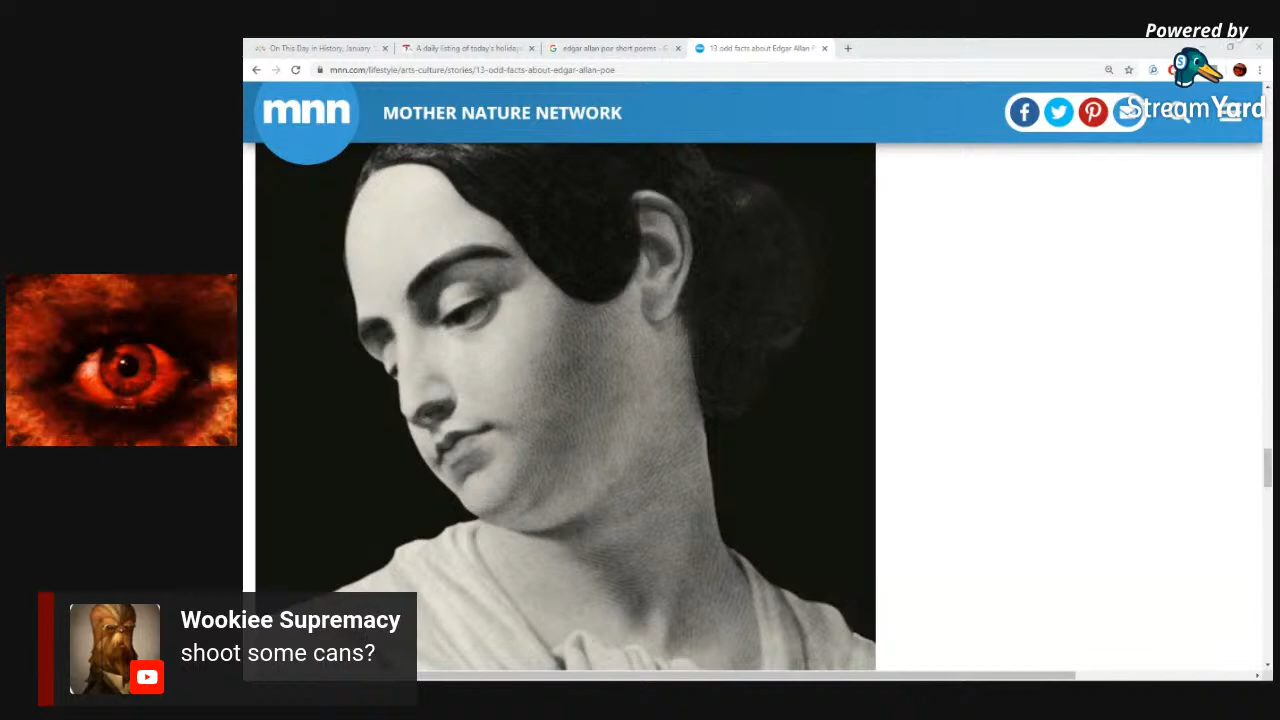 Powered by
StreamYard
On This Day in History, January
A daily listing of today's holiday
edgar allan poe short poems - G
13 odd facts about Edgar Allan P
mnn.com/lifestyle/arts-culture/stories/13-odd-facts-about-edgar-allan-poe
mnn
MOTHER NATURE NETWORK
Wookiee Supremacy
shoot some cans?